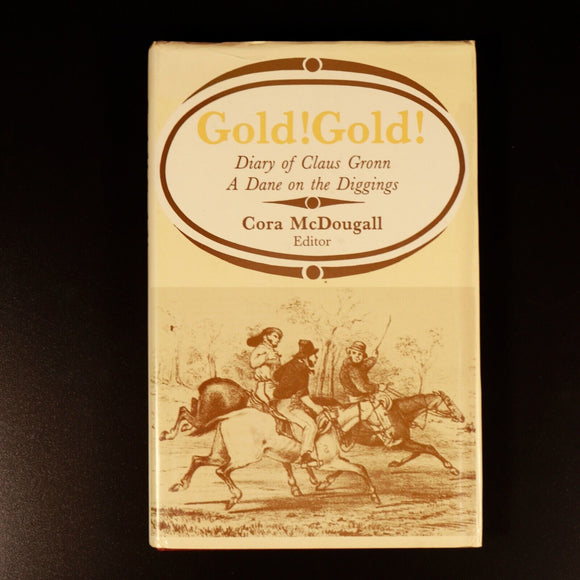 Gold!Gold!
Diary of Claus Gronn
A Dane on the Diggings
Cora McDougall
Editor